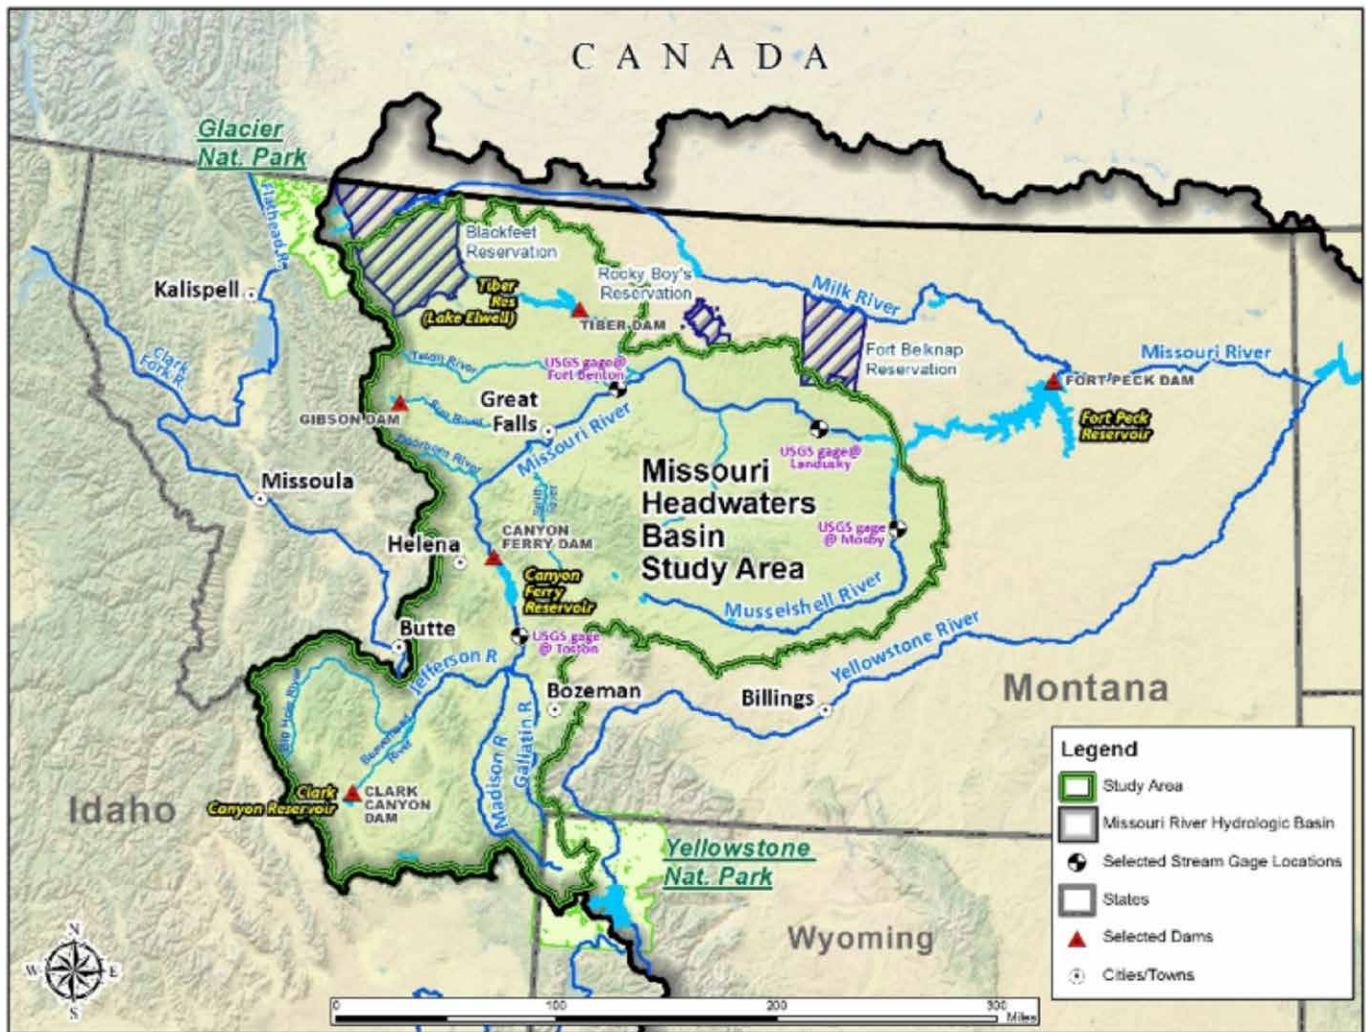 CANADA
Glacier
Nat. Park
Flathead R.
Blackfeet
Reservation
Rocky Boy's
Reservation
Tiber
Res
(Lake Elwell)
TIBER DAM
Milk River
Kalispell
Clark
Fork R.
Teton River
USGS gage@
Fort Benton
Fort Belknap
Reservation
Missouri River
FORT PECK DAM
Fort Peck
Reservoir
GIBSON DAM
Sun River
Great
Falls
Missouri River
Dearborn River
USGS gage@
Landusky
Missouri
Headwaters
Basin
Study Area
Missoula
Smith
River
Helena
CANYON
FERRY DAM
USGS gage
@ Mosby
Canyon
Ferry
Reservoir
Musselshell River
Butte
USGS gage
@ Toston
Jefferson R
Yellowstone River
Bozeman
Billings
Montana
Big Hole River
Beaverhead
River
Madison R
Gallatin R
Clark
Canyon Reservoir
CLARK
CANYON
DAM
Idaho
Yellowstone
Nat. Park
Wyoming
Legend
Study Area
Missouri River Hydrologic Basin
Selected Stream Gage Locations
States
Selected Dams
Cities/Towns
N
W
E
S
0
100
200
300
Miles